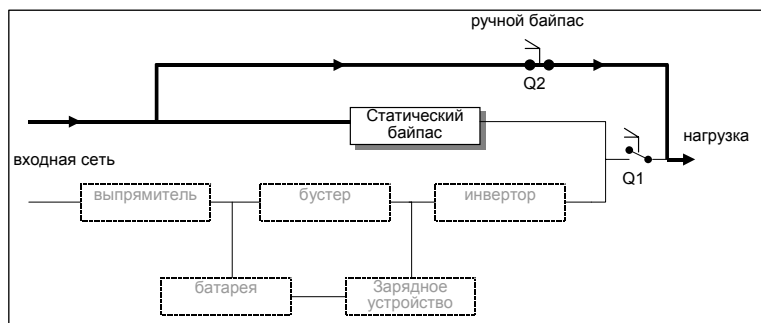 ручной байпас
Q2
Статический
байпас
нагрузка
входная сеть
Q1
выпрямитель
бустер
инвертор
батарея
Зарядное
устройство